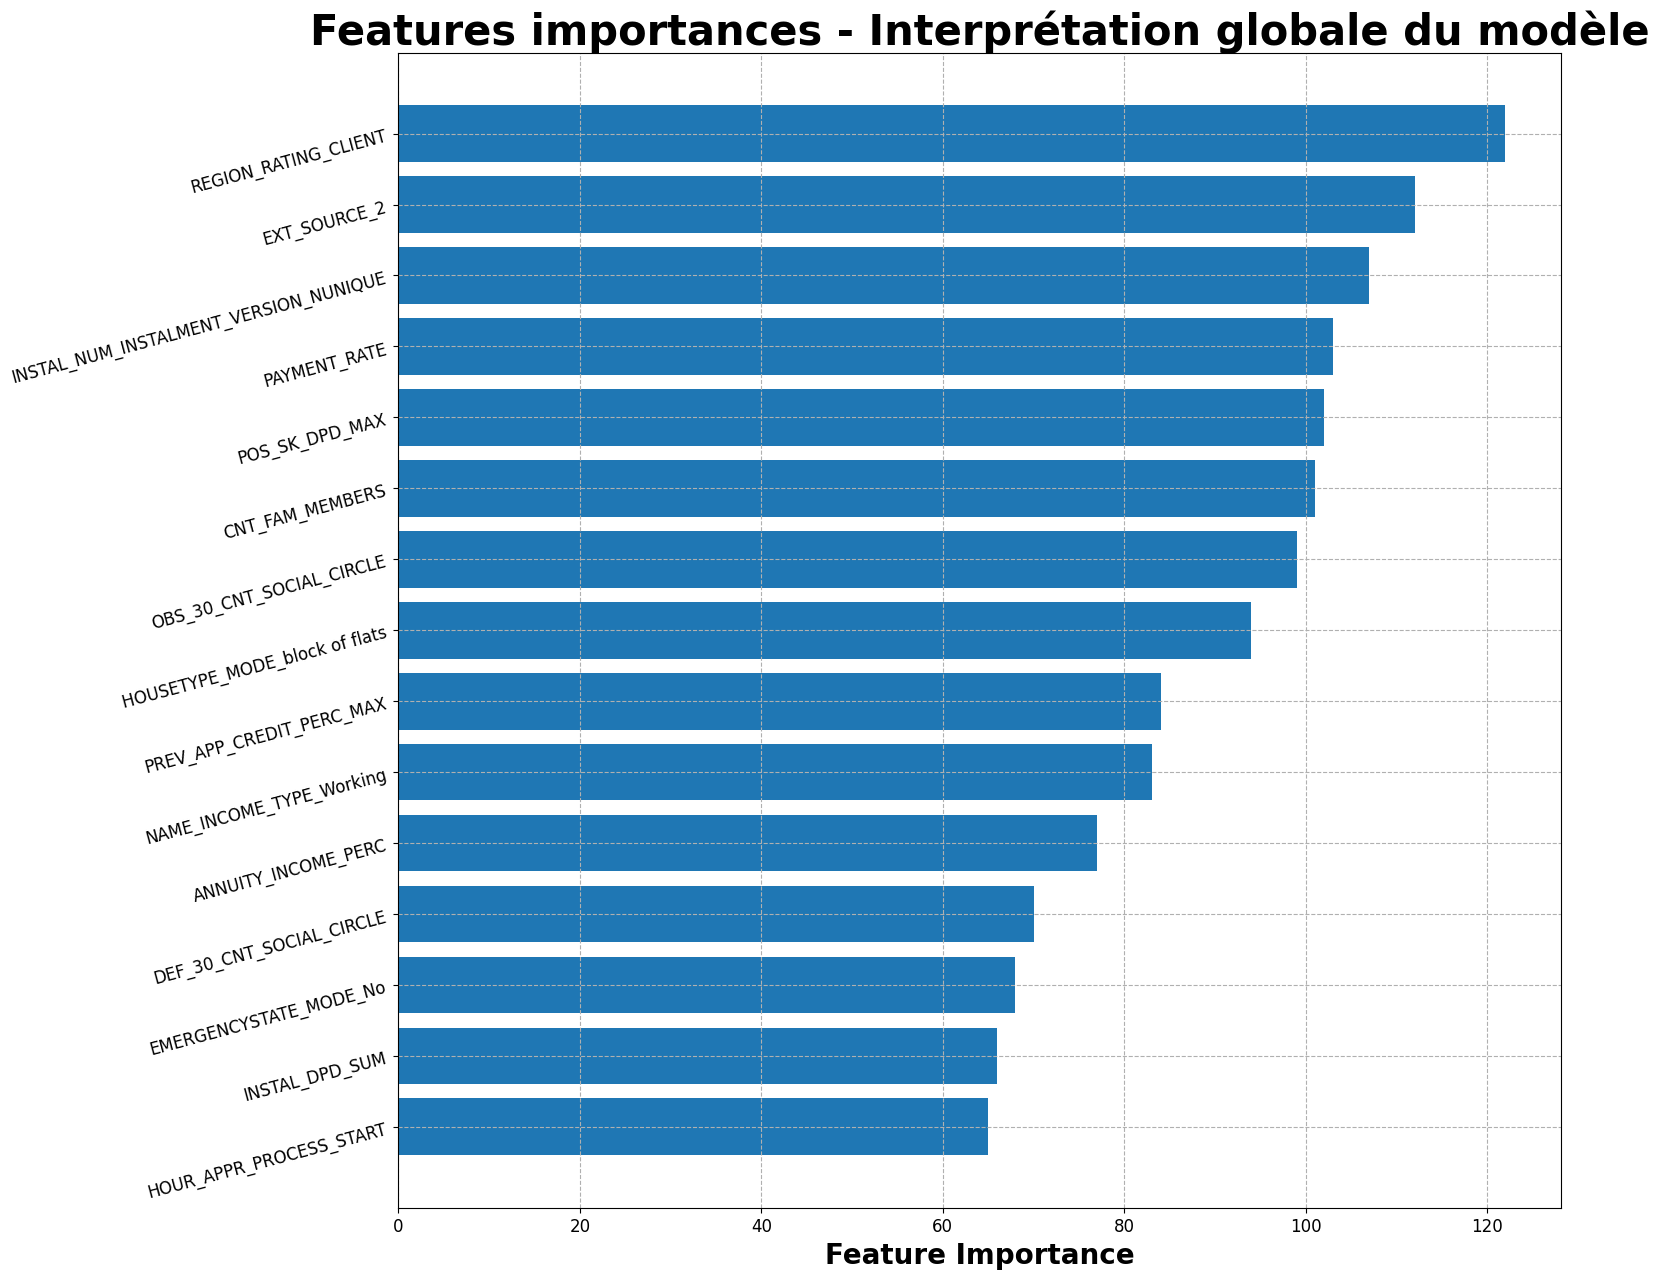 Features importances - Interprétation globale du modèle
REGION_RATING_CLIENT
EXT_SOURCE_2
INSTAL_NUM_INSTALMENT_VERSION_NUNIQUE
PAYMENT_RATE
POS_SK_DPD_MAX
CNT_FAM_MEMBERS
OBS_30_CNT_SOCIAL_CIRCLE
HOUSETYPE_MODE_block of flats
PREV_APP_CREDIT_PERC_MAX
NAME_INCOME_TYPE_Working
ANNUITY_INCOME_PERC
DEF_30_CNT_SOCIAL_CIRCLE
EMERGENCYSTATE_MODE_No
INSTAL_DPD_SUM
HOUR_APPR_PROCESS_START
0 20 40 60 80 100 120
Feature Importance